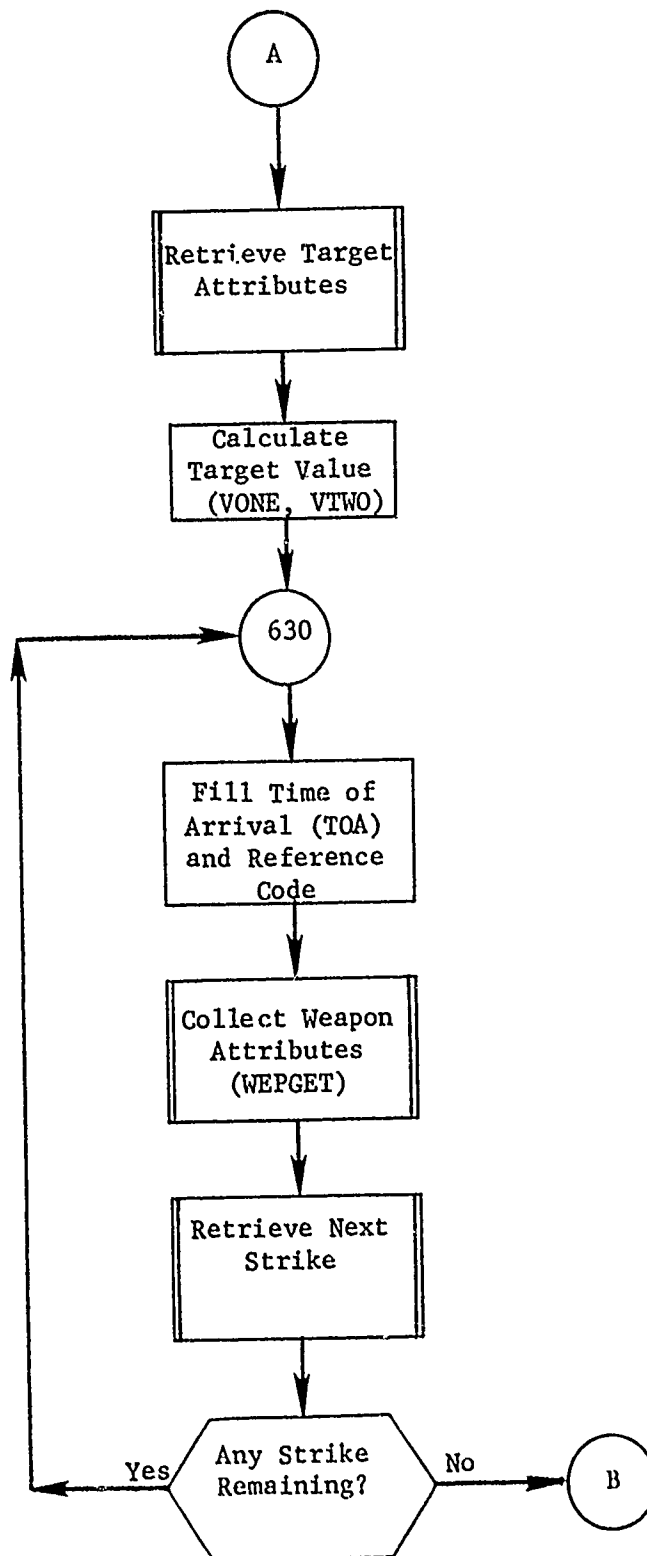 A
Retrieve Target
Attributes
Calculate
Target Value
(VONE, VTWO)
630
Fill Time of
Arrival (TOA)
and Reference
Code
Collect Weapon
Attributes
(WEPGET)
Retrieve Next
Strike
Any Strike
Remaining?
Yes
No
B